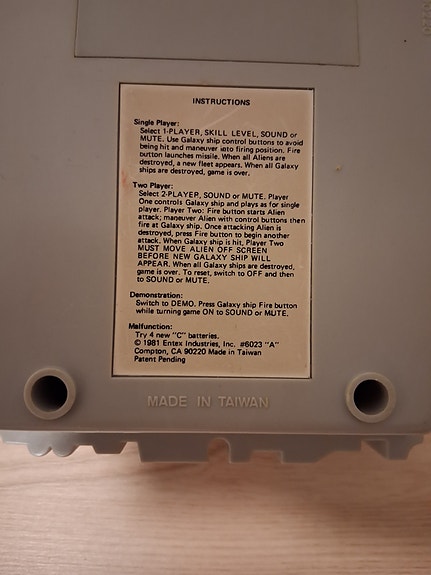 INSTRUCTIONS
Single Player:
Select 1-PLAYER, SKILL LEVEL, SOUND or
MUTE. Use Galaxy ship control buttons to avoid
being hit and maneuver into firing position. Fire
button launches missile. When all Aliens are
destroyed, a new fleet appears. When all Galaxy
ships are destroyed, game is over.
Two Player:
Select 2-PLAYER, SOUND or MUTE. Player
One controls Galaxy ship and plays as for single
player. Player Two: Fire button starts Alien
attack; maneuver Alien with control buttons then
fire at Galaxy ship. Once attacking Alien is
destroyed, press Fire button to begin another
attack. When Galaxy ship is hit, Player Two
MUST MOVE ALIEN OFF SCREEN
BEFORE NEW GALAXY SHIP WILL
APPEAR. When all Galaxy ships are destroyed,
game is over. To reset, switch to OFF and then
to SOUND or MUTE.
Demonstration:
Switch to DEMO. Press Galaxy ship Fire button
while turning game ON to SOUND or MUTE.
Malfunction:
Try 4 new "C" batteries.
© 1981 Entex Industries, Inc. #6023 "A"
Compton, CA 90220 Made in Taiwan
Patent Pending
MADE IN TAIWAN